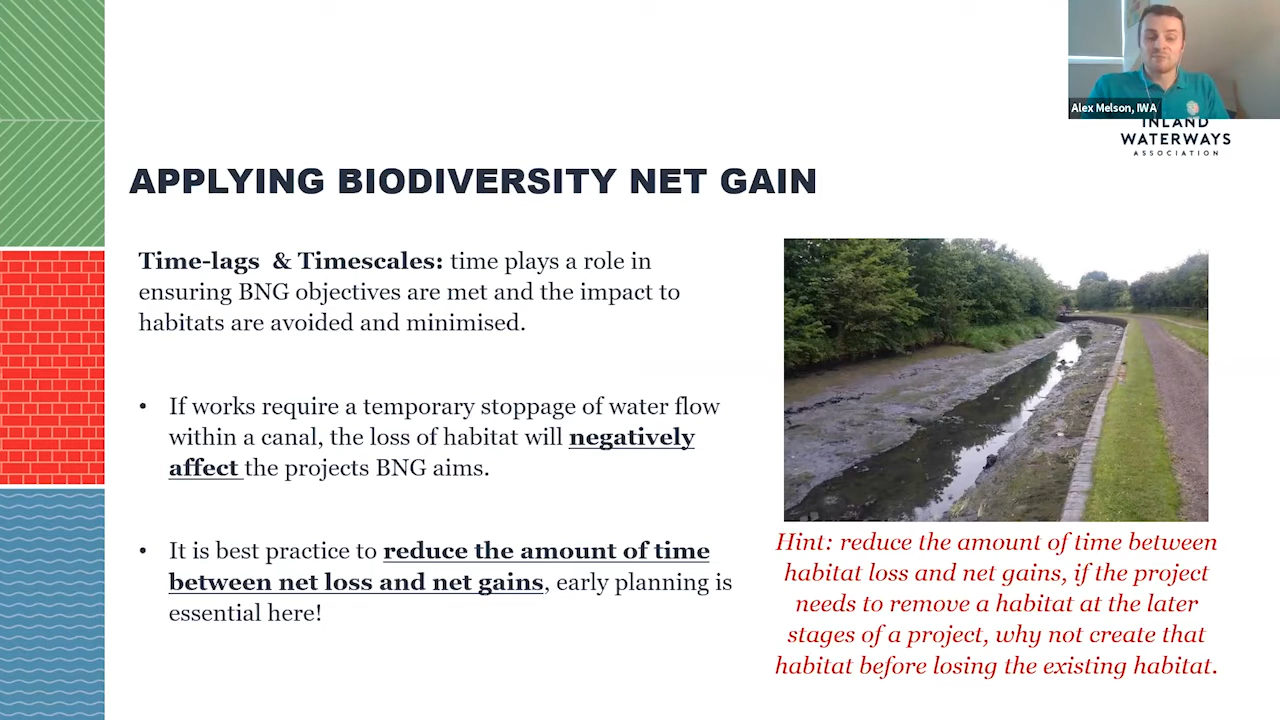 Alex Melson, IWA
INLAND
WATERWAYS
ASSOCIATION
APPLYING BIODIVERSITY NET GAIN
Time-lags & Timescales: time plays a role in
ensuring BNG objectives are met and the impact to
habitats are avoided and minimised.
• If works require a temporary stoppage of water flow
within a canal, the loss of habitat will negatively
affect the projects BNG aims.
• It is best practice to reduce the amount of time
between net loss and net gains, early planning is
essential here!
Hint: reduce the amount of time between
habitat loss and net gains, if the project
needs to remove a habitat at the later
stages of a project, why not create that
habitat before losing the existing habitat.